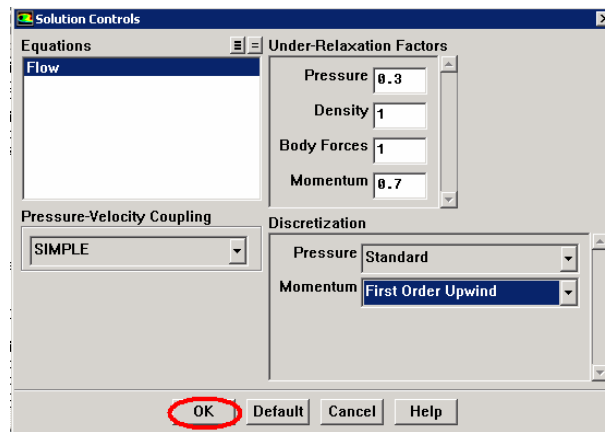 Solution Controls
Equations
Flow
Under-Relaxation Factors
Pressure 0.3
Density 1
Body Forces 1
Momentum 0.7
Pressure-Velocity Coupling
SIMPLE
Discretization
Pressure Standard
Momentum First Order Upwind
OK Default Cancel Help